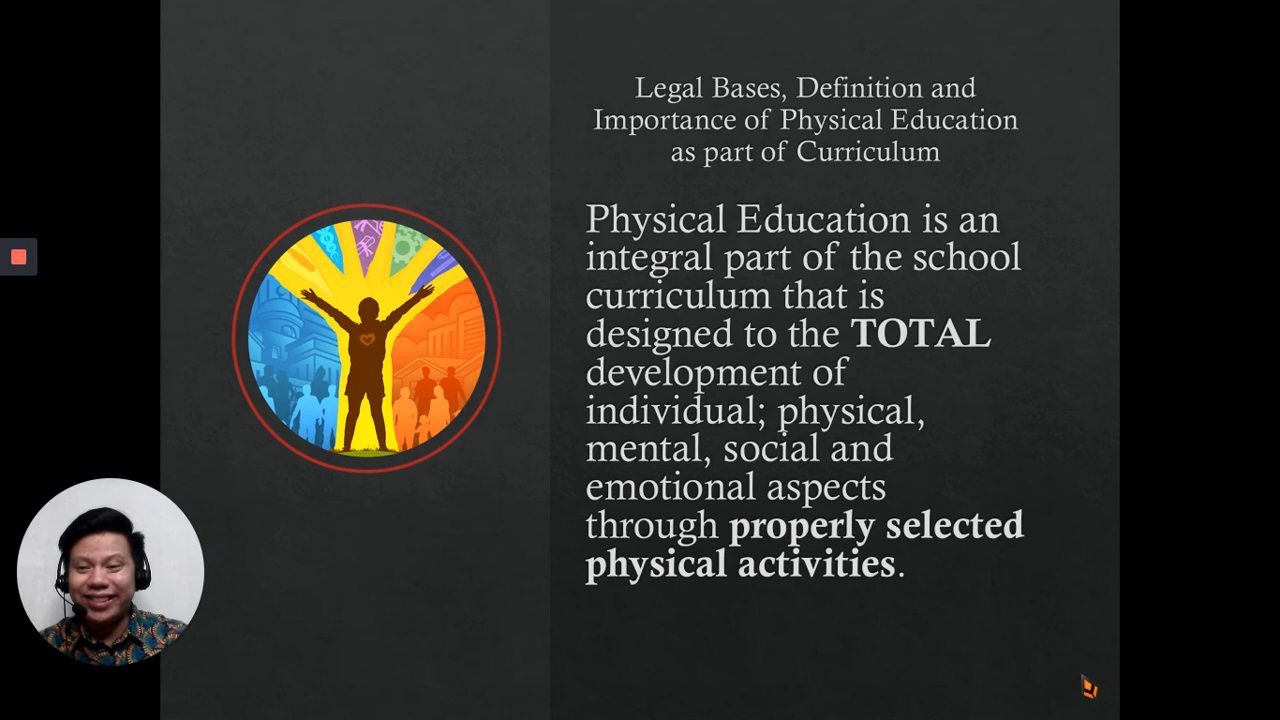 Legal Bases, Definition and
Importance of Physical Education
as part of Curriculum
Physical Education is an
integral part of the school
curriculum that is
designed to the TOTAL
development of
individual; physical,
mental, social and
emotional aspects
through properly selected
physical activities.